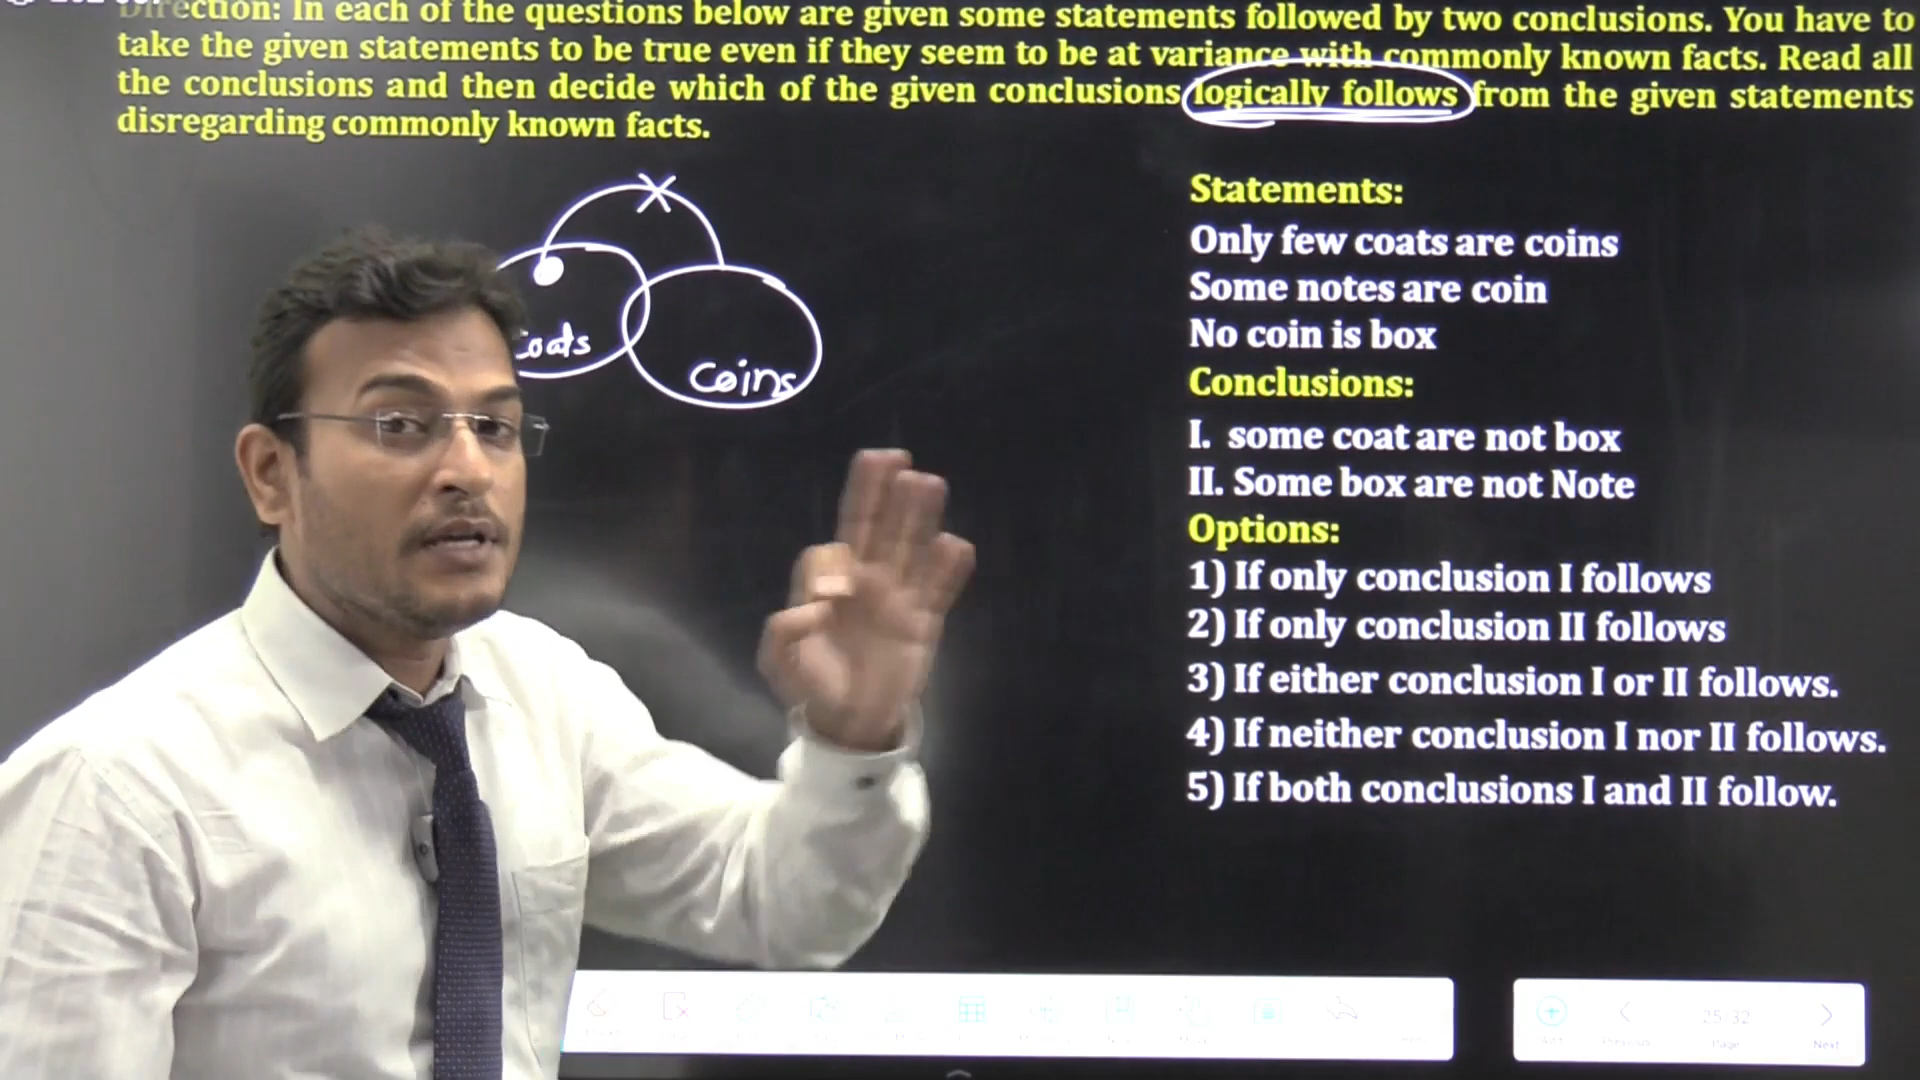 Direction: In each of the questions below are given some statements followed by two conclusions. You have to
take the given statements to be true even if they seem to be at variance with commonly known facts. Read all
the conclusions and then decide which of the given conclusions logically follows from the given statements
disregarding commonly known facts.
Statements:
Only few coats are coins
Some notes are coin
No coin is box
Conclusions:
I. some coat are not box
II. Some box are not Note
Options:
1) If only conclusion I follows
2) If only conclusion II follows
3) If either conclusion I or II follows.
4) If neither conclusion I nor II follows.
5) If both conclusions I and II follow.
coats
coins
25/32
Previous
Page
Next